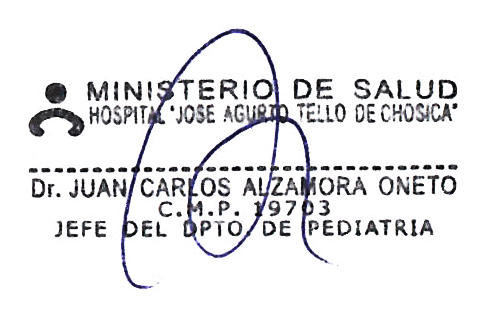 MINISTERIO DE SALUD
HOSPITAL "JOSE AGURTO TELLO DE CHOSICA"
Dr. JUAN CARLOS ALZAMORA ONETO
C.M.P. 19703
JEFE DEL DPTO. DE PEDIATRIA